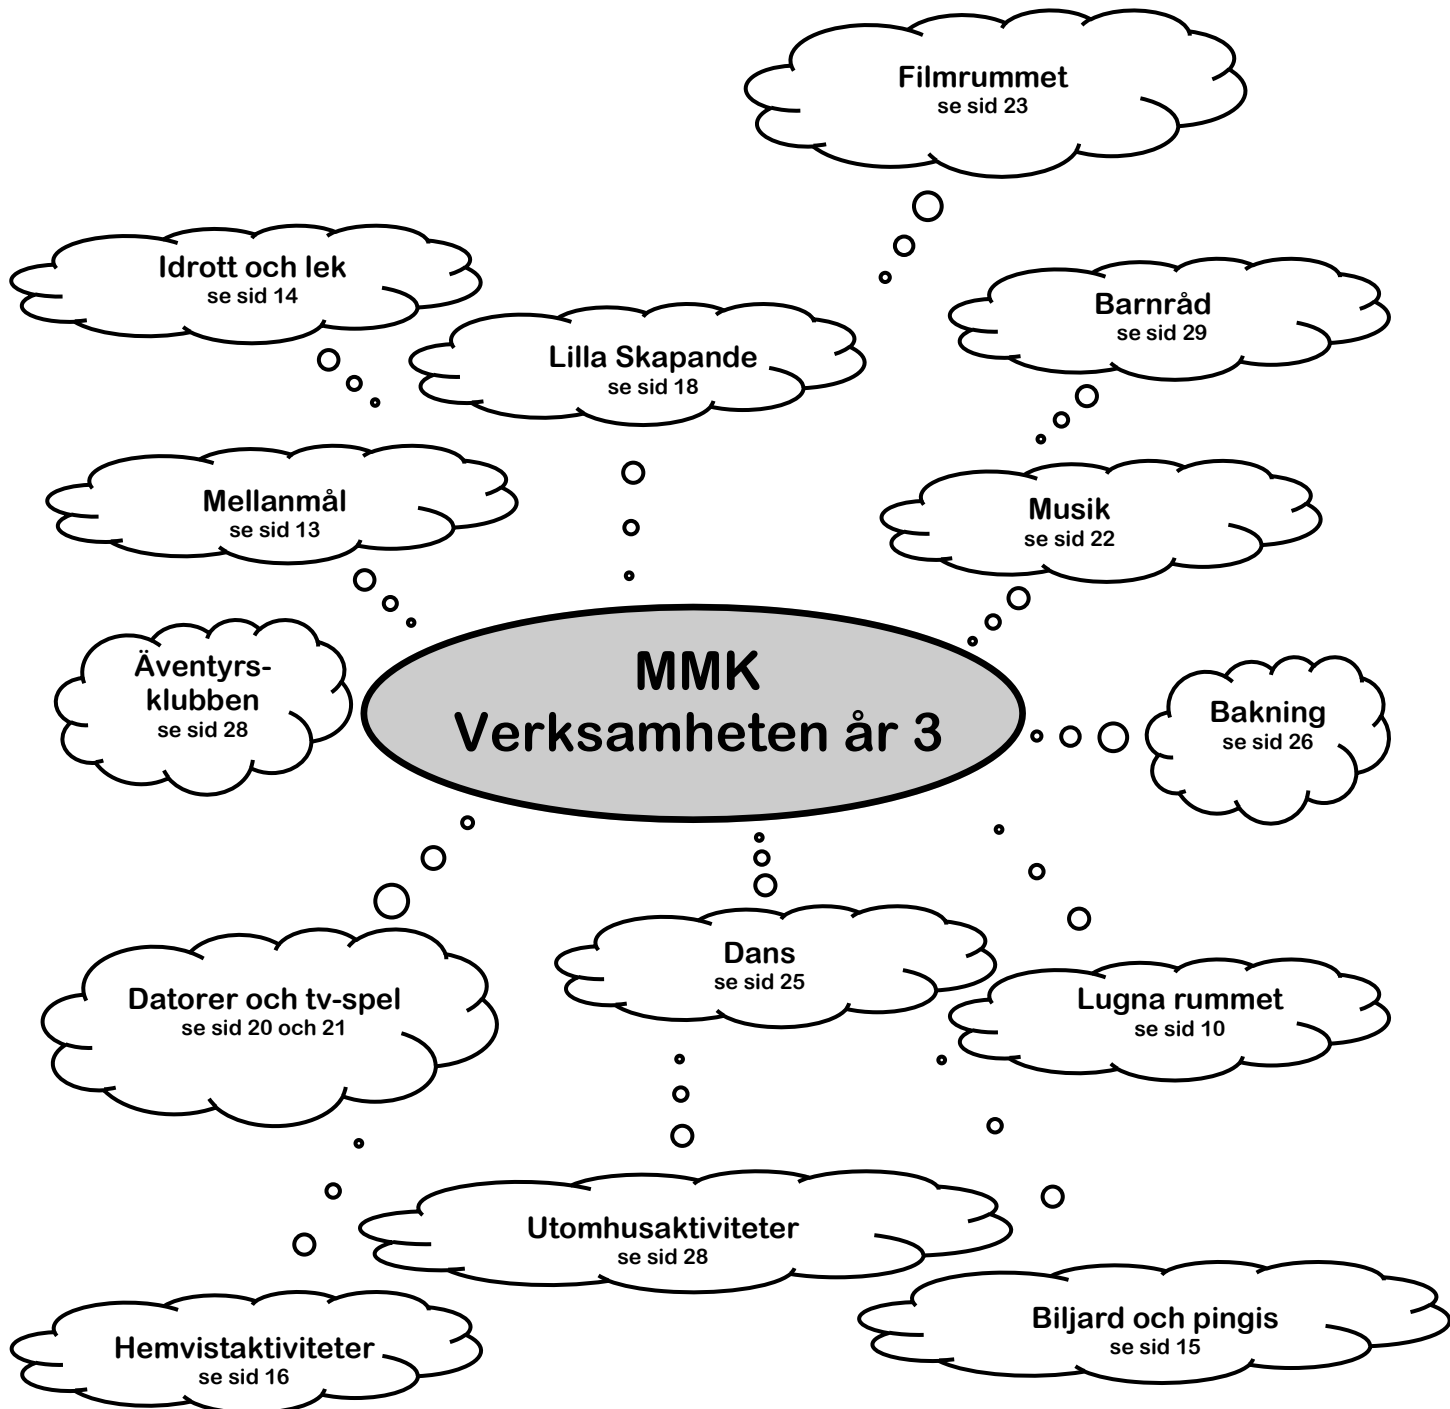 Filmrummet
se sid 23
Idrott och lek
se sid 14
Barnråd
se sid 29
Lilla Skapande
se sid 18
Mellanmål
se sid 13
Musik
se sid 22
Äventyrs-
klubben
se sid 28
MMK
Verksamheten år 3
Bakning
se sid 26
Datorer och tv-spel
se sid 20 och 21
Dans
se sid 25
Lugna rummet
se sid 10
Utomhusaktiviteter
se sid 28
Hemvistaktiviteter
se sid 16
Biljard och pingis
se sid 15